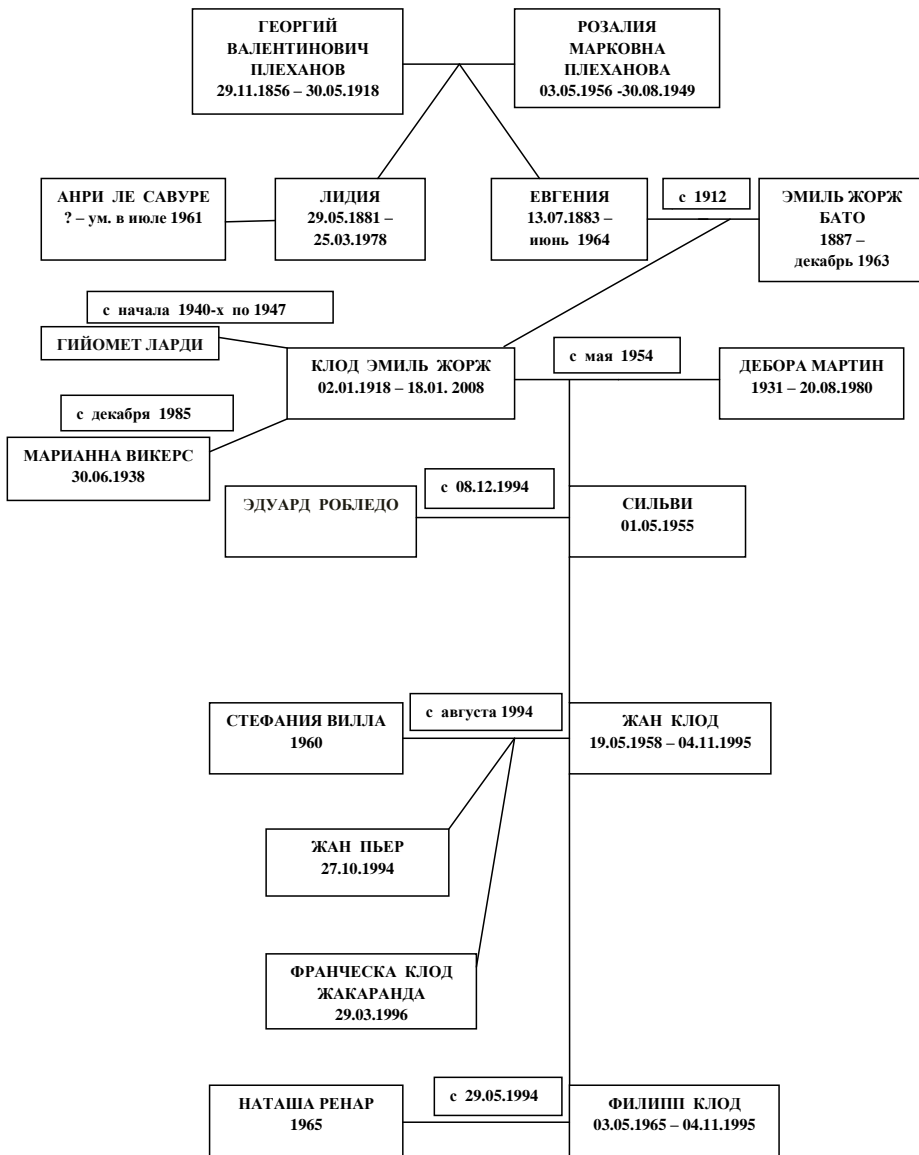 ГЕОРГИЙ
ВАЛЕНТИНОВИЧ
ПЛЕХАНОВ
29.11.1856 – 30.05.1918
РОЗАЛИЯ
МАРКОВНА
ПЛЕХАНОВА
03.05.1956 -30.08.1949
АНРИ ЛЕ САВУРЕ
? – ум. в июле 1961
ЛИДИЯ
29.05.1881 –
25.03.1978
ЕВГЕНИЯ
13.07.1883 –
июнь 1964
с 1912
ЭМИЛЬ ЖОРЖ
БАТО
1887 –
декабрь 1963
с начала 1940-х по 1947
ГИЙОМЕТ ЛАРДИ
КЛОД ЭМИЛЬ ЖОРЖ
02.01.1918 – 18.01. 2008
с мая 1954
ДЕБОРА МАРТИН
1931 – 20.08.1980
с декабря 1985
МАРИАННА ВИКЕРС
30.06.1938
ЭДУАРД РОБЛЕДО
с 08.12.1994
СИЛЬВИ
01.05.1955
СТЕФАНИЯ ВИЛЛА
1960
с августа 1994
ЖАН КЛОД
19.05.1958 – 04.11.1995
ЖАН ПЬЕР
27.10.1994
ФРАНЧЕСКА КЛОД
ЖАКАРАНДА
29.03.1996
НАТАША РЕНАР
1965
с 29.05.1994
ФИЛИПП КЛОД
03.05.1965 – 04.11.1995